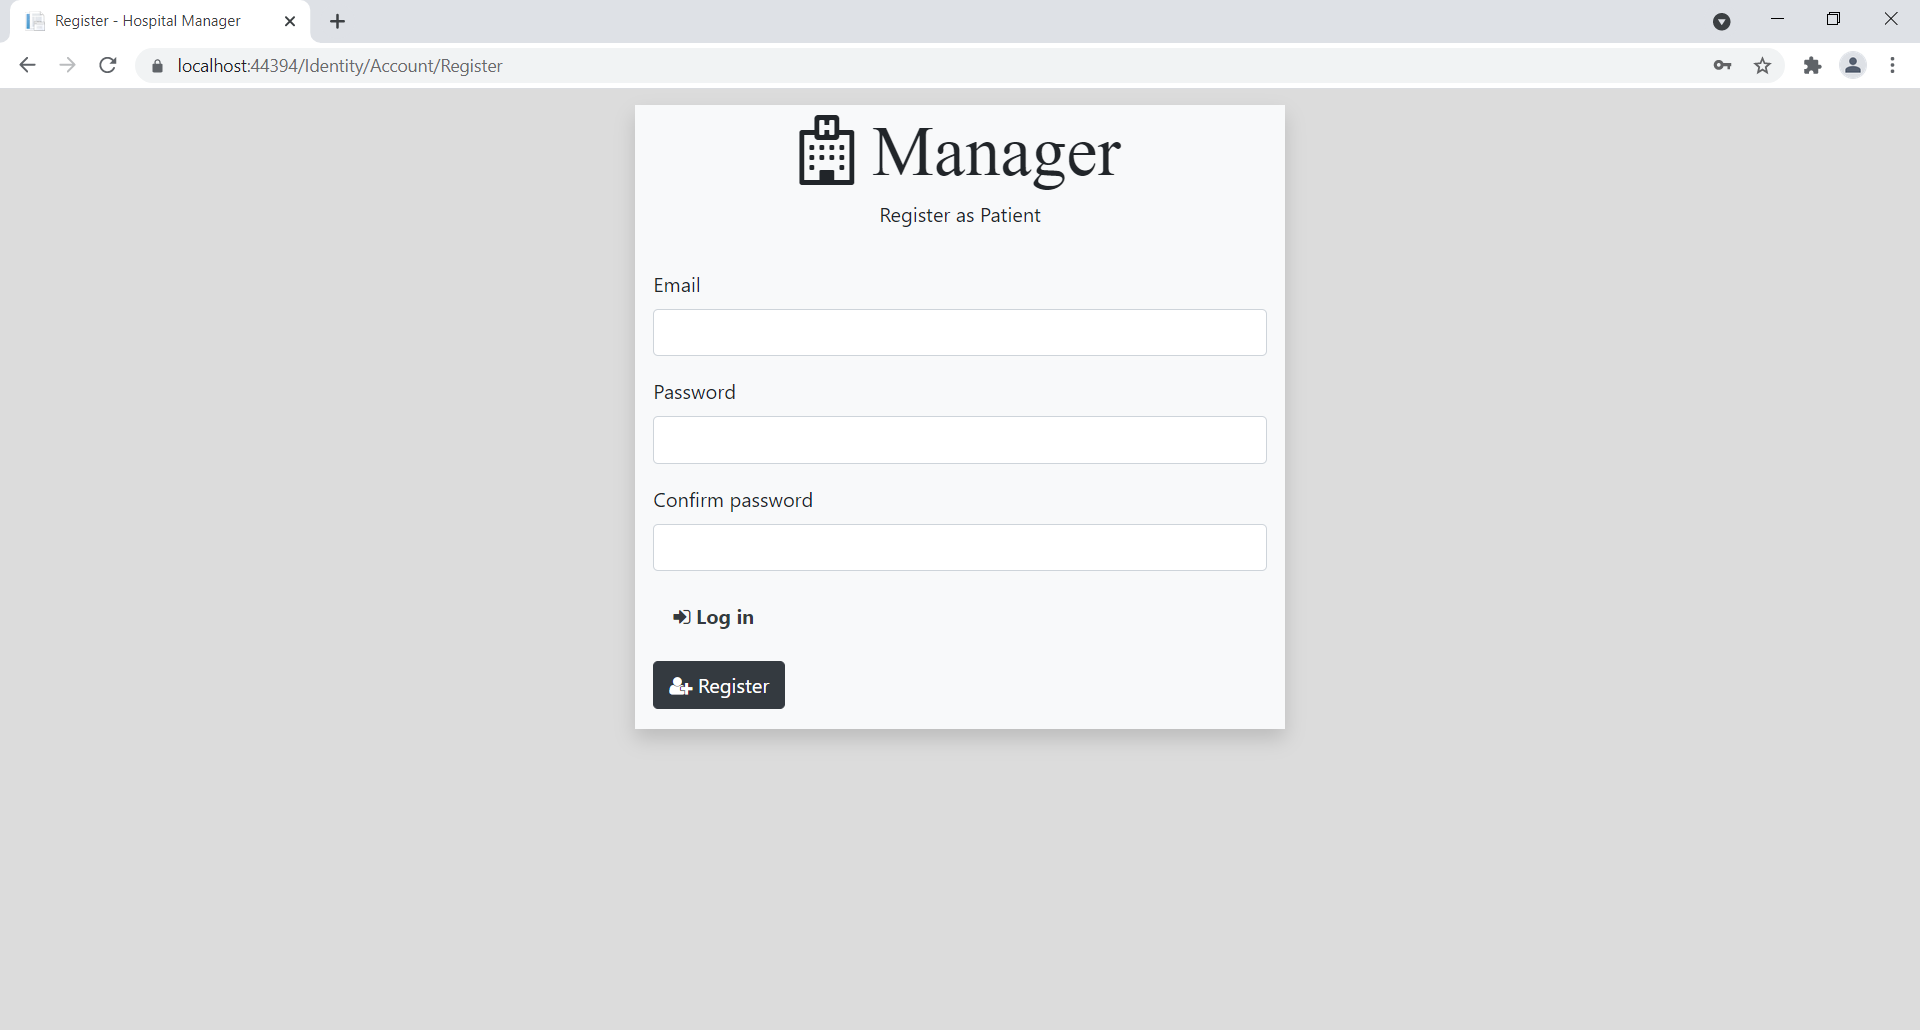 Register - Hospital Manager
localhost:44394/Identity/Account/Register
H Manager
Register as Patient
Email
Password
Confirm password
Log in
Register